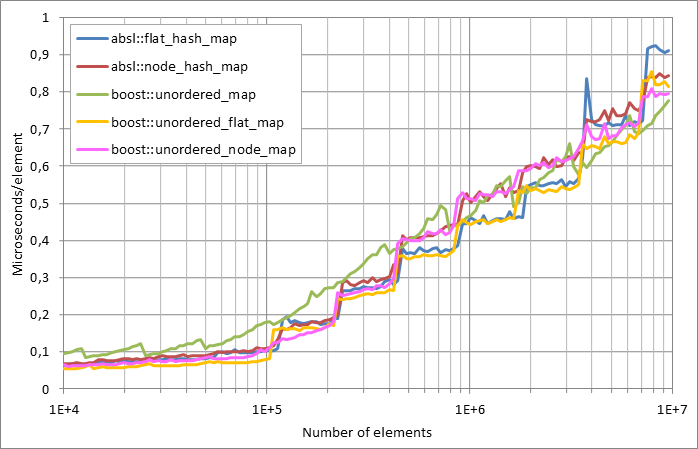 1
0,9
0,8
0,7
0,6
0,5
0,4
0,3
0,2
0,1
0
Microseconds/element
absl::flat_hash_map
absl::node_hash_map
boost::unordered_map
boost::unordered_flat_map
boost::unordered_node_map
1E+4 1E+5 1E+6 1E+7
Number of elements